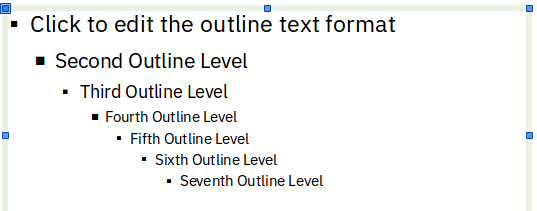 Click to edit the outline text format
Second Outline Level
Third Outline Level
Fourth Outline Level
Fifth Outline Level
Sixth Outline Level
Seventh Outline Level